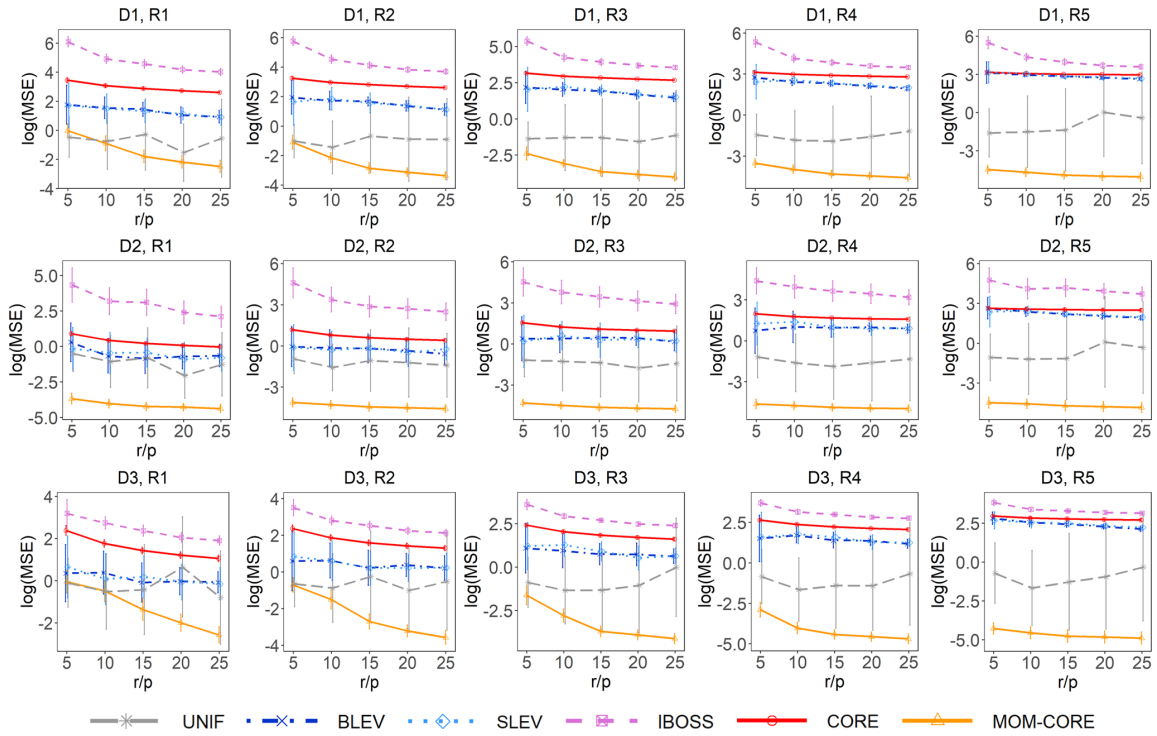 D1, R1
D1, R2
D1, R3
D1, R4
D1, R5
log(MSE)
6
4
2
0
-2
-4
5 10 15 20 25
r/p
log(MSE)
6
4
2
0
-2
-4
5 10 15 20 25
r/p
log(MSE)
5.0
2.5
0.0
-2.5
5 10 15 20 25
r/p
log(MSE)
6
3
0
-3
5 10 15 20 25
r/p
log(MSE)
6
3
0
-3
5 10 15 20 25
r/p
D2, R1
D2, R2
D2, R3
D2, R4
D2, R5
log(MSE)
5.0
2.5
0.0
-2.5
-5.0
5 10 15 20 25
r/p
log(MSE)
6
3
0
-3
5 10 15 20 25
r/p
log(MSE)
6
3
0
-3
5 10 15 20 25
r/p
log(MSE)
3
0
-3
5 10 15 20 25
r/p
log(MSE)
6
3
0
-3
5 10 15 20 25
r/p
D3, R1
D3, R2
D3, R3
D3, R4
D3, R5
log(MSE)
4
2
0
-2
5 10 15 20 25
r/p
log(MSE)
4
2
0
-2
-4
5 10 15 20 25
r/p
log(MSE)
2.5
0.0
-2.5
5 10 15 20 25
r/p
log(MSE)
2.5
0.0
-2.5
-5.0
5 10 15 20 25
r/p
log(MSE)
2.5
0.0
-2.5
-5.0
5 10 15 20 25
r/p
UNIF BLEV SLEV IBOSS CORE MOM-CORE